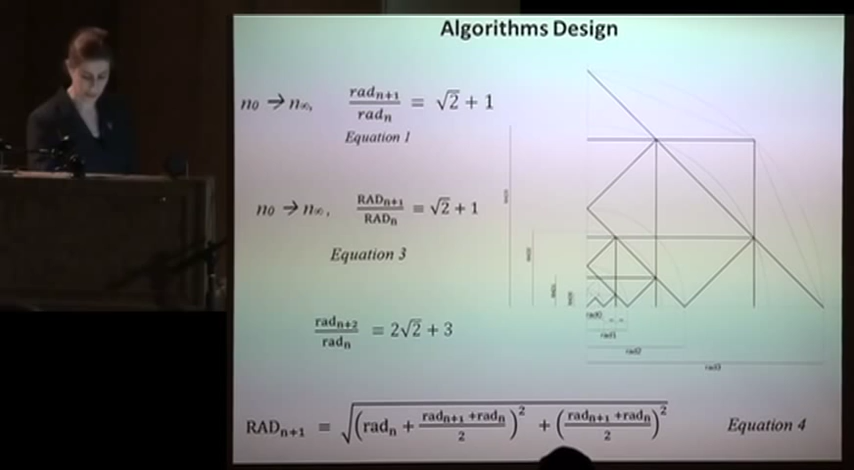 Algorithms Design
n₀ → n∞, radₙ₊₁ / radₙ = √2 + 1
Equation 1
n₀ → n∞, RADₙ₊₁ / RADₙ = √2 + 1
Equation 3
radₙ₊₂ / radₙ = 2√2 + 3
rad0
rad1
rad2
rad3
RADₙ₊₁ = √((radₙ + (radₙ₊₁ + radₙ) / 2)² + ((radₙ₊₁ + radₙ) / 2)²) Equation 4